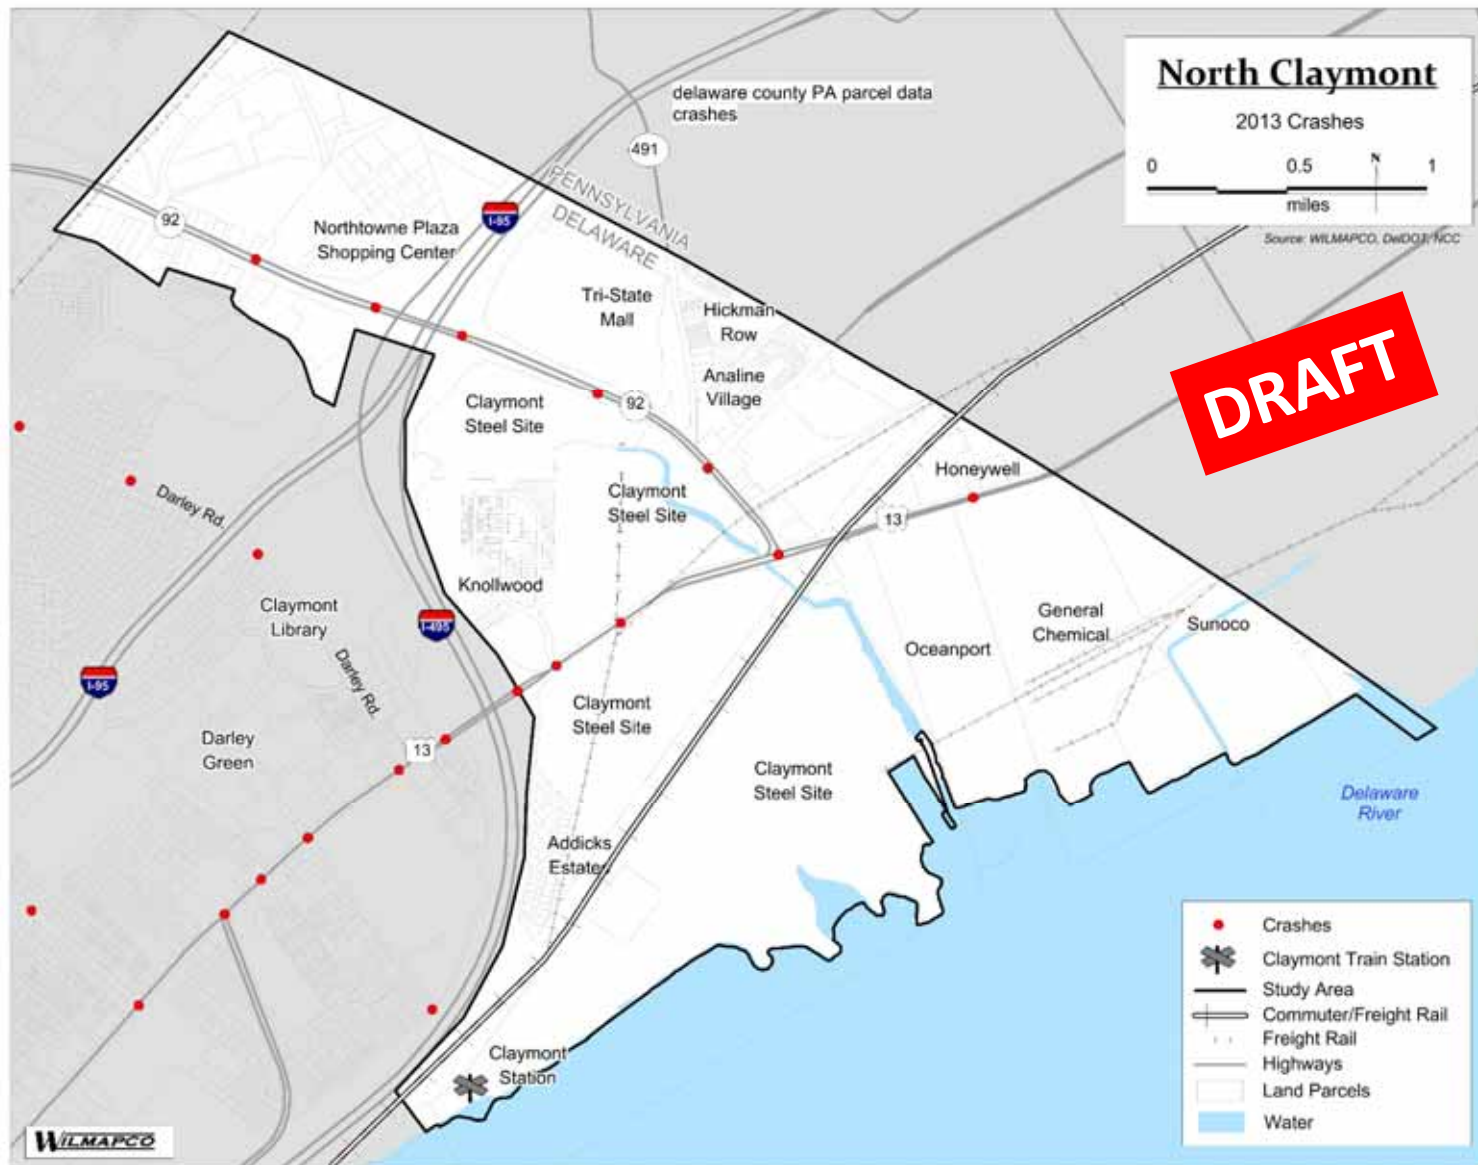 North Claymont
2013 Crashes
0 0.5 N 1
miles
Source: WILMAPCO, DelDOT, NCC
delaware county PA parcel data
crashes
491
PENNSYLVANIA
DELAWARE
92
I-95
Northtowne Plaza
Shopping Center
Tri-State
Mall
Hickman
Row
Analine
Village
DRAFT
92
Claymont
Steel Site
Claymont
Steel Site
Honeywell
13
Darley Rd.
Knollwood
Claymont
Library
I-495
Darley Rd.
I-95
General
Chemical
Sunoco
Oceanport
Claymont
Steel Site
Darley
Green
13
Claymont
Steel Site
Delaware
River
Addicks
Estates
Claymont
Station
Crashes
Claymont Train Station
Study Area
Commuter/Freight Rail
Freight Rail
Highways
Land Parcels
Water
WILMAPCO